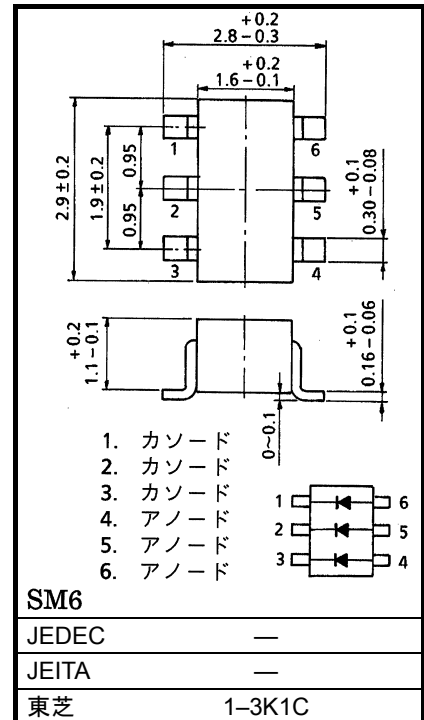 +0.2
2.8−0.3
+0.2
1.6−0.1
2.9±0.2
1.9±0.2
0.95
0.95
1
2
3
6
5
4
+0.1
0.30−0.08
+0.2
1.1−0.1
+0.1
0.16−0.06
0~0.1
1. カソード
2. カソード
3. カソード
4. アノード
5. アノード
6. アノード
1 6
2 5
3 4
SM6
JEDEC —
JEITA —
東芝 1−3K1C